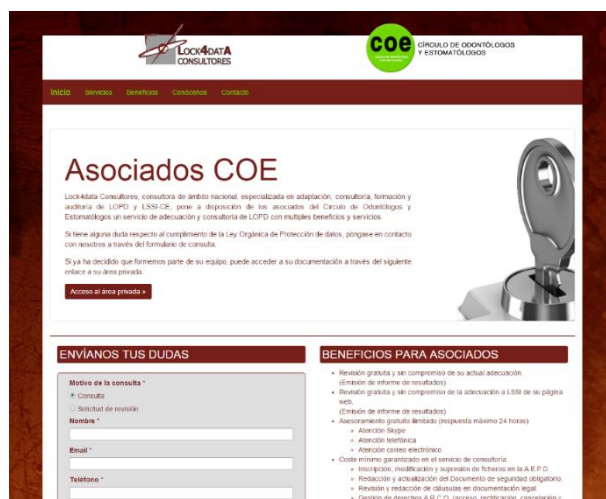 LOCK4DATA
CONSULTORES
coe
CÍRCULO DE ODONTÓLOGOS
Y ESTOMATÓLOGOS
Inicio Servicios Beneficios Conócenos Contacto
Asociados COE
Lock4data Consultores, consultora de ámbito nacional, especializada en adaptación, consultoría, formación y
auditoría de LOPD y LSSI-CE, pone a disposición de los asociados del Círculo de Odontólogos y
Estomatólogos un servicio de adecuación y consultoría de LOPD con multiples beneficios y servicios.
Si tiene alguna duda respecto al cumplimiento de la Ley Orgánica de Protección de datos, póngase en contacto
con nosotros a través del formulario de consulta.
Si ya ha decidido que formemos parte de su equipo, puede acceder a su documentación a través del siguiente
enlace a su área privada.
Acceso al área privada »
ENVÍANOS TUS DUDAS
Motivo de la consulta *
Consulta
Solicitud de revisión
Nombre *
Email *
Teléfono *
BENEFICIOS PARA ASOCIADOS
Revisión gratuita y sin compromiso de su actual adecuación.
(Emisión de informe de resultados)
Revisión gratuita y sin compromiso de la adecuación a LSSI de su página
web.
(Emisión de informe de resultados)
Asesoramiento gratuito ilimitado (respuesta máximo 24 horas)
Atención Skype
Atención telefónica
Atención correo electrónico
Coste mínimo garantizado en el servicio de consultoría.
Inscripción, modificación y supresión de ficheros en la A.E.P.D.
Redacción y actualización del Documento de seguridad obligatorio.
Revisión y redacción de cláusulas en documentación legal.
Gestión de derechos A.R.C.O. (acceso, rectificación, cancelación y